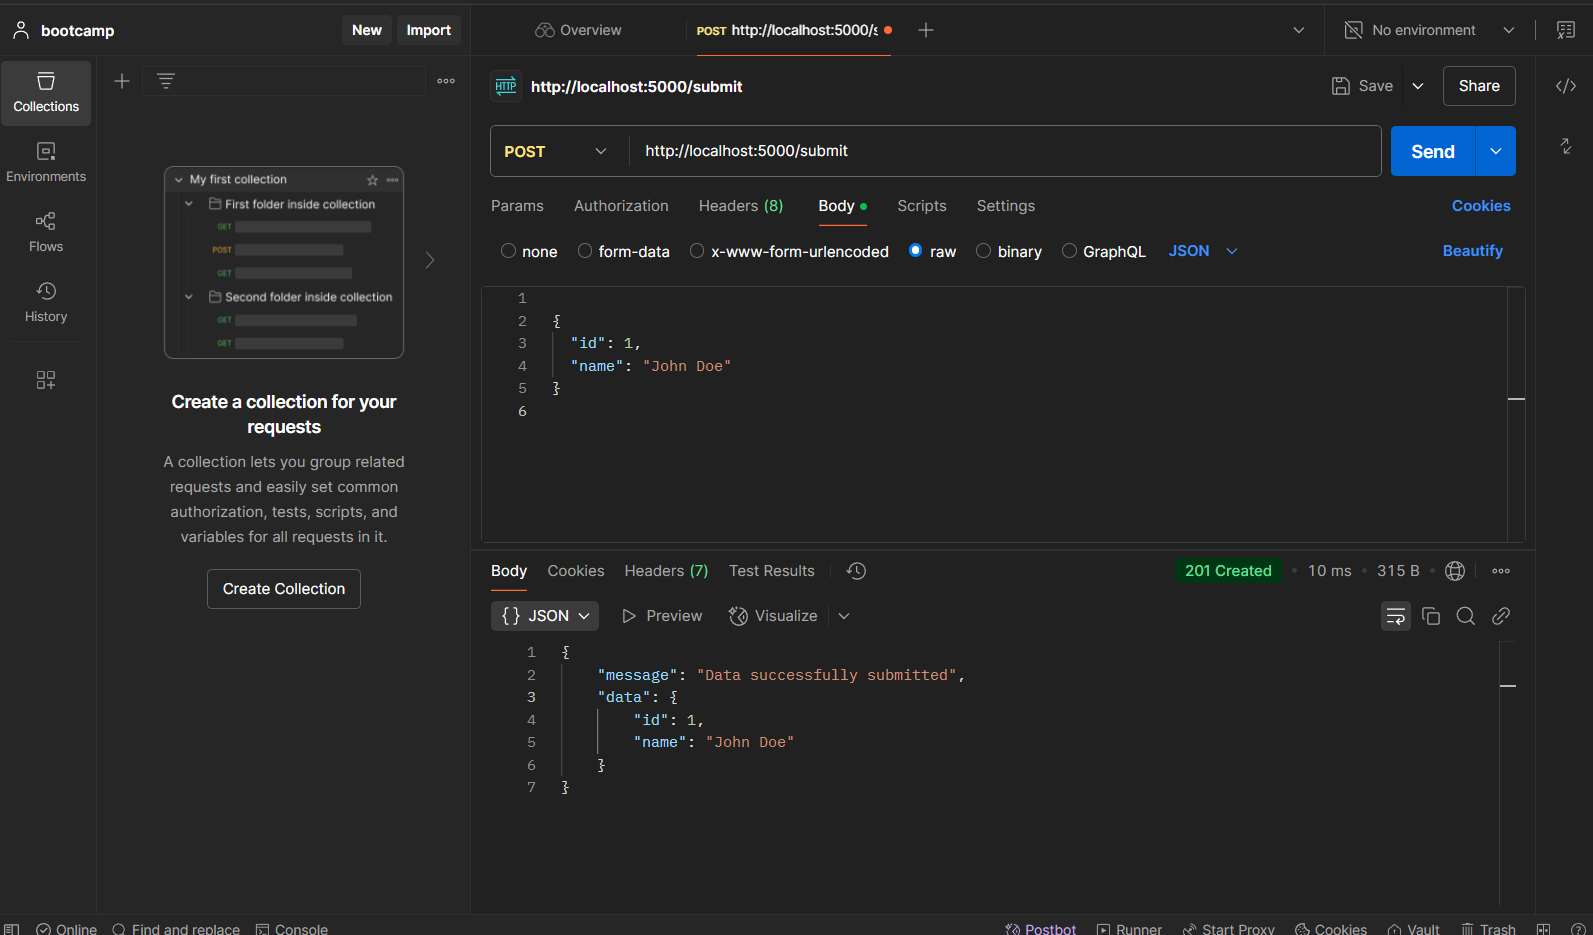 bootcamp
New
Import
Overview
POST http://localhost:5000/s
No environment
Collections
Environments
Flows
History
My first collection
First folder inside collection
GET
POST
GET
Second folder inside collection
GET
GET
Create a collection for your
requests
A collection lets you group related
requests and easily set common
authorization, tests, scripts, and
variables for all requests in it.
Create Collection
HTTP http://localhost:5000/submit
Save
Share
POST http://localhost:5000/submit
Send
Params Authorization Headers (8) Body Scripts Settings Cookies
none form-data x-www-form-urlencoded raw binary GraphQL JSON Beautify
1
2 {
3 "id": 1,
4 "name": "John Doe"
5 }
6
Body Cookies Headers (7) Test Results 201 Created 10 ms 315 B
{} JSON Preview Visualize
1 {
2 "message": "Data successfully submitted",
3 "data": {
4 "id": 1,
5 "name": "John Doe"
6 }
7 }
Online Find and replace Console Postbot Runner Start Proxy Cookies Vault Trash